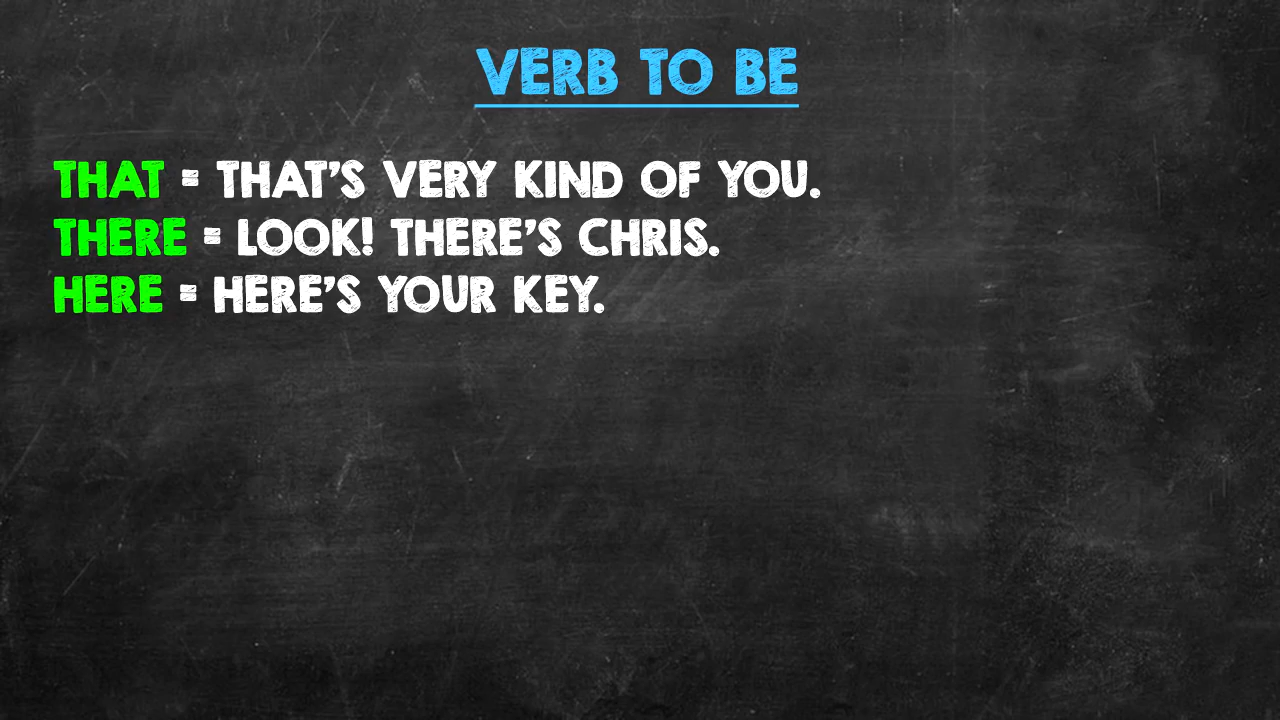 VERB TO BE
THAT = THAT'S VERY KIND OF YOU.
THERE = LOOK! THERE'S CHRIS.
HERE = HERE'S YOUR KEY.